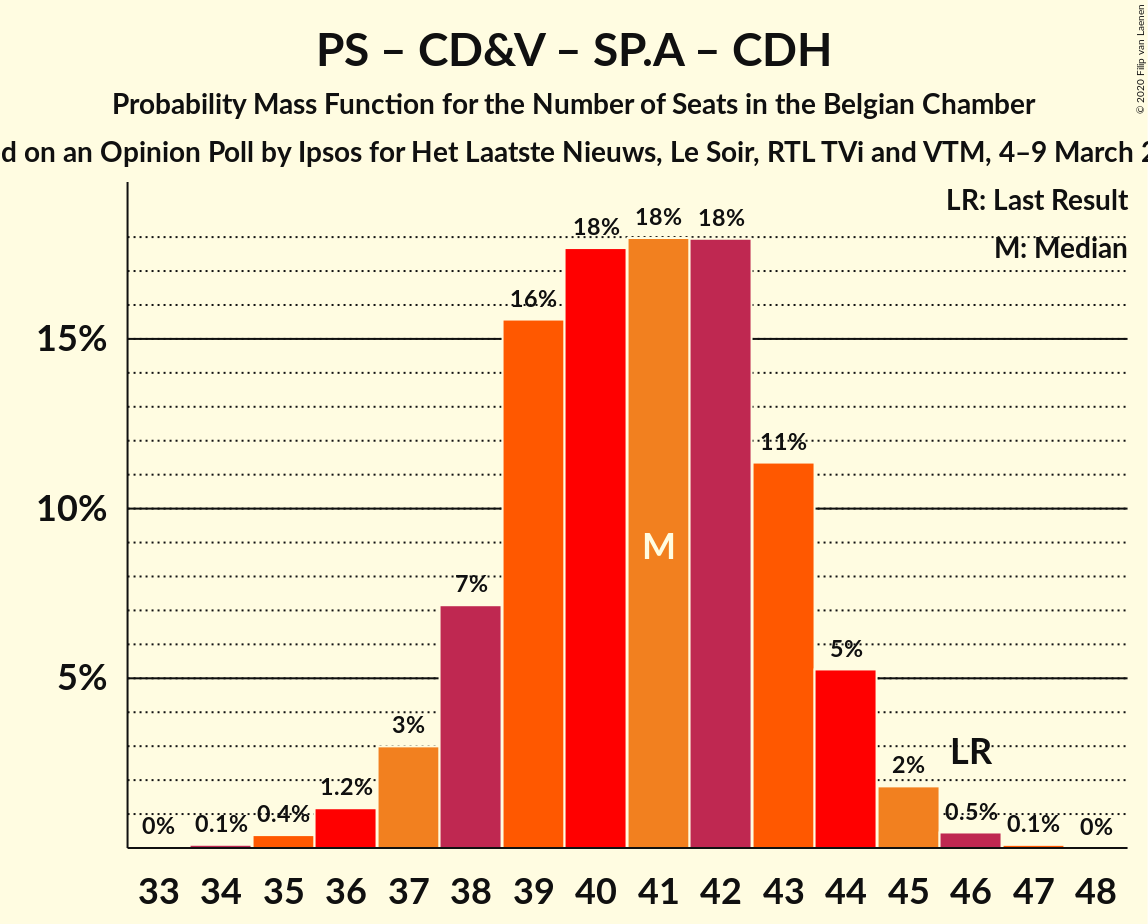 PS – CD&V – SP.A – CDH
Probability Mass Function for the Number of Seats in the Belgian Chamber
d on an Opinion Poll by Ipsos for Het Laatste Nieuws, Le Soir, RTL TVi and VTM, 4–9 March 2
© 2020 Filip van Laenen
LR: Last Result
M: Median
15%
10%
5%
0%
0.1%
0.4%
1.2%
3%
7%
16%
18%
18%
18%
11%
5%
2%
0.5%
0.1%
0%
M
LR
33 34 35 36 37 38 39 40 41 42 43 44 45 46 47 48